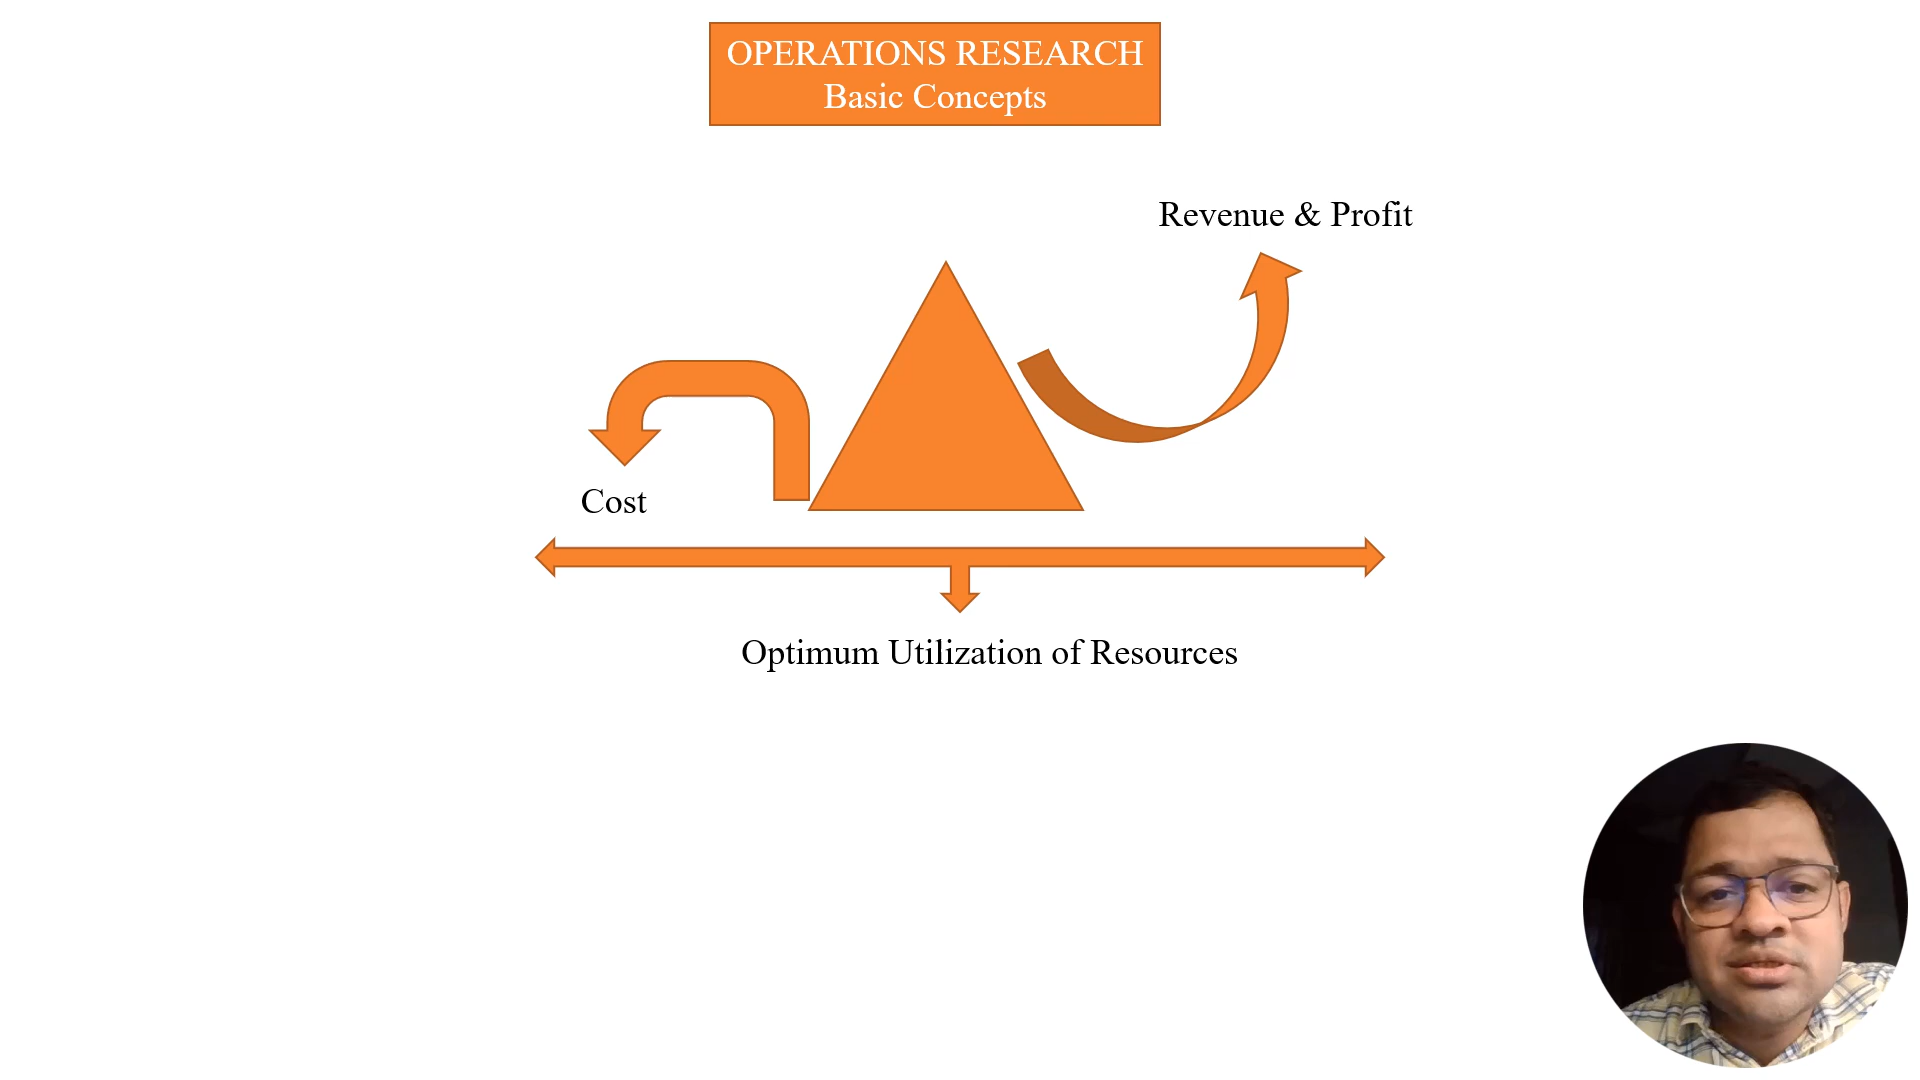 OPERATIONS RESEARCH
Basic Concepts
Revenue & Profit
Cost
Optimum Utilization of Resources